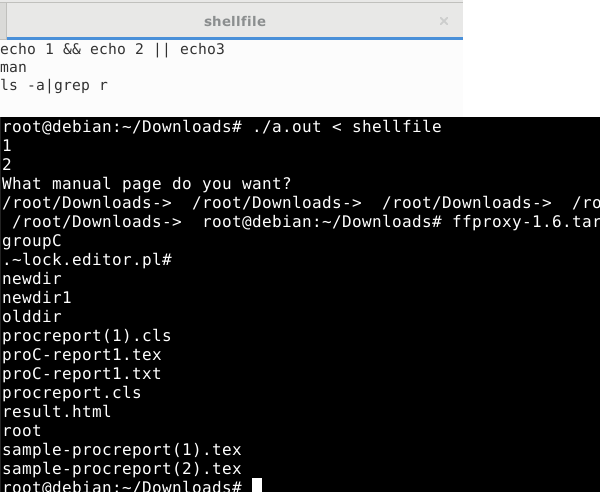 shellfile
echo 1 && echo 2 || echo3
man
ls -a|grep r
root@debian:~/Downloads# ./a.out < shellfile
1
2
What manual page do you want?
/root/Downloads-> /root/Downloads-> /root/Downloads-> /ro
/root/Downloads-> root@debian:~/Downloads# ffproxy-1.6.tar
groupC
.~lock.editor.pl#
newdir
newdir1
olddir
procreport(1).cls
proC-report1.tex
proC-report1.txt
procreport.cls
result.html
root
sample-procreport(1).tex
sample-procreport(2).tex
root@debian:~/Downloads#